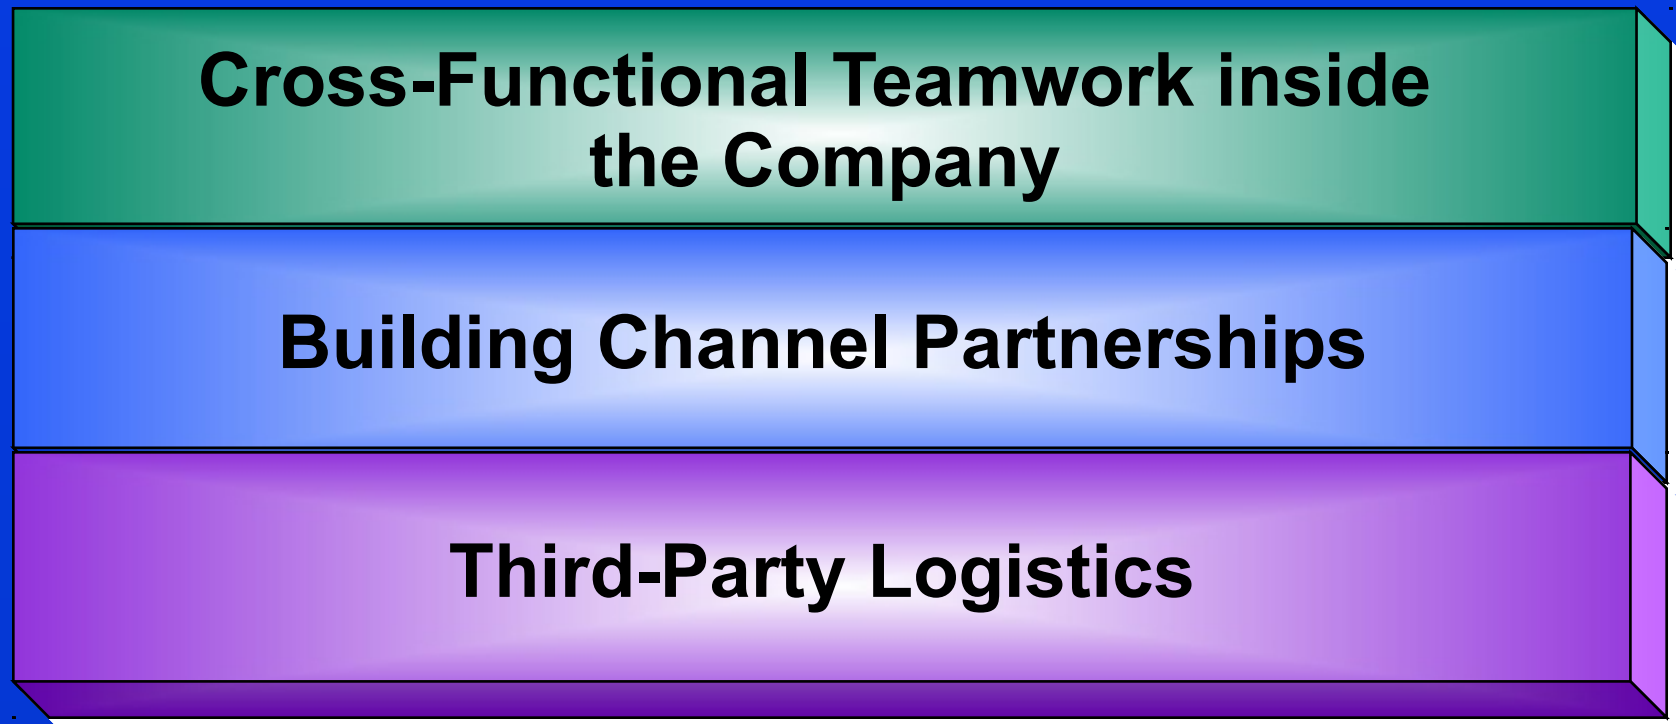 Cross-Functional Teamwork inside
the Company
Building Channel Partnerships
Third-Party Logistics